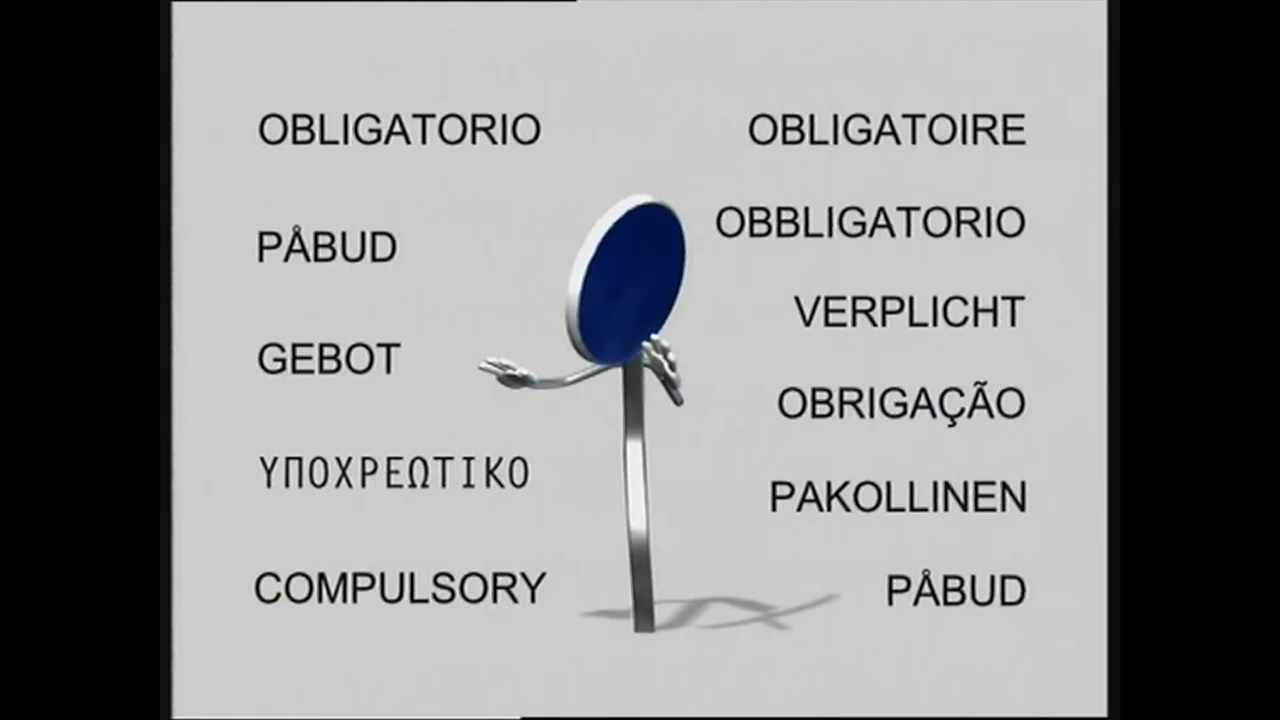 OBLIGATORIO
PÅBUD
GEBOT
ΥΠΟΧΡΕΩΤΙΚΟ
COMPULSORY
OBLIGATOIRE
OBBLIGATORIO
VERPLICHT
OBRIGAÇÃO
PAKOLLINEN
PÅBUD